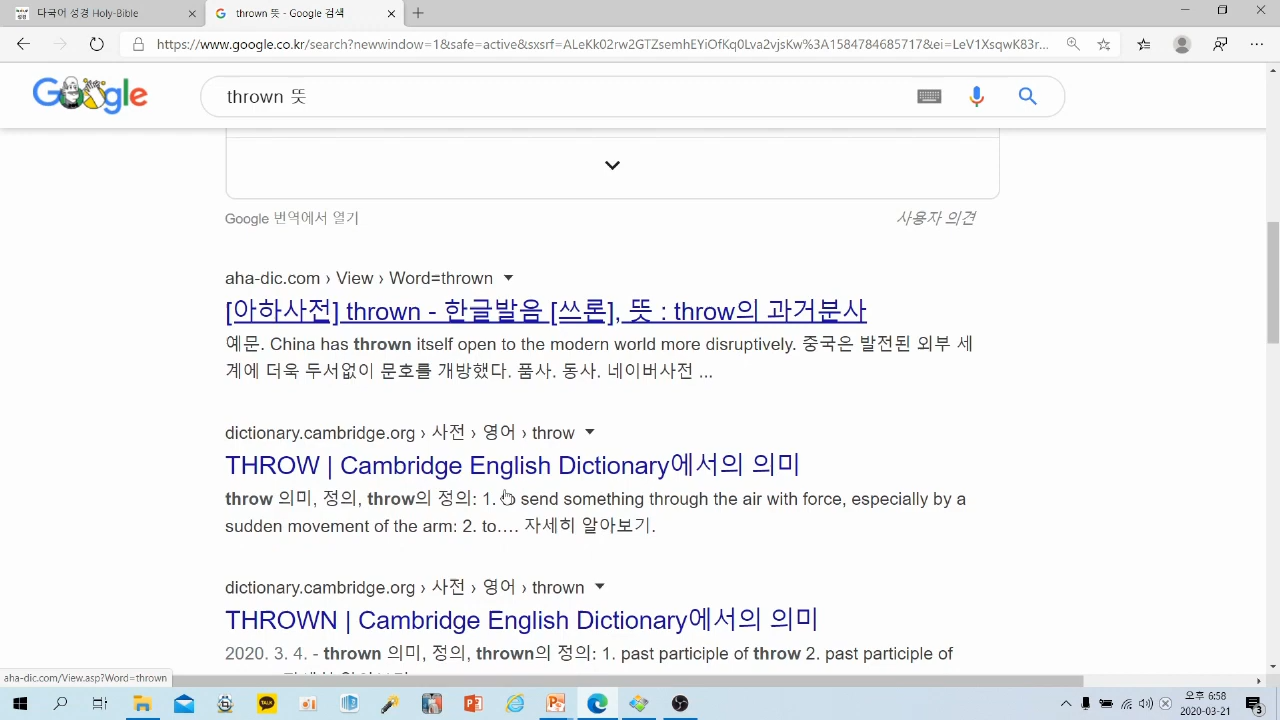 다국어 성경 Holy-Bible
thrown 뜻 - Google 검색
https://www.google.co.kr/search?newwindow=1&safe=active&sxsrf=ALeKk02rw2GTZsemhEYiOfKq0Lva2vjsKw%3A1584784685717&ei=LeV1XsqwK83r...
Google
thrown 뜻
Google 번역에서 열기
사용자 의견
aha-dic.com › View › Word=thrown
[아하사전] thrown - 한글발음 [쓰론], 뜻 : throw의 과거분사
예문. China has thrown itself open to the modern world more disruptively. 중국은 발전된 외부 세
계에 더욱 두서없이 문호를 개방했다. 품사. 동사. 네이버사전 ...
dictionary.cambridge.org › 사전 › 영어 › throw
THROW | Cambridge English Dictionary에서의 의미
throw 의미, 정의, throw의 정의: 1. send something through the air with force, especially by a
sudden movement of the arm: 2. to…. 자세히 알아보기.
dictionary.cambridge.org › 사전 › 영어 › thrown
THROWN | Cambridge English Dictionary에서의 의미
2020. 3. 4. - thrown 의미, 정의, thrown의 정의: 1. past participle of throw 2. past participle of
aha-dic.com/View.asp?Word=thrown
오후 6:58
2020-03-21